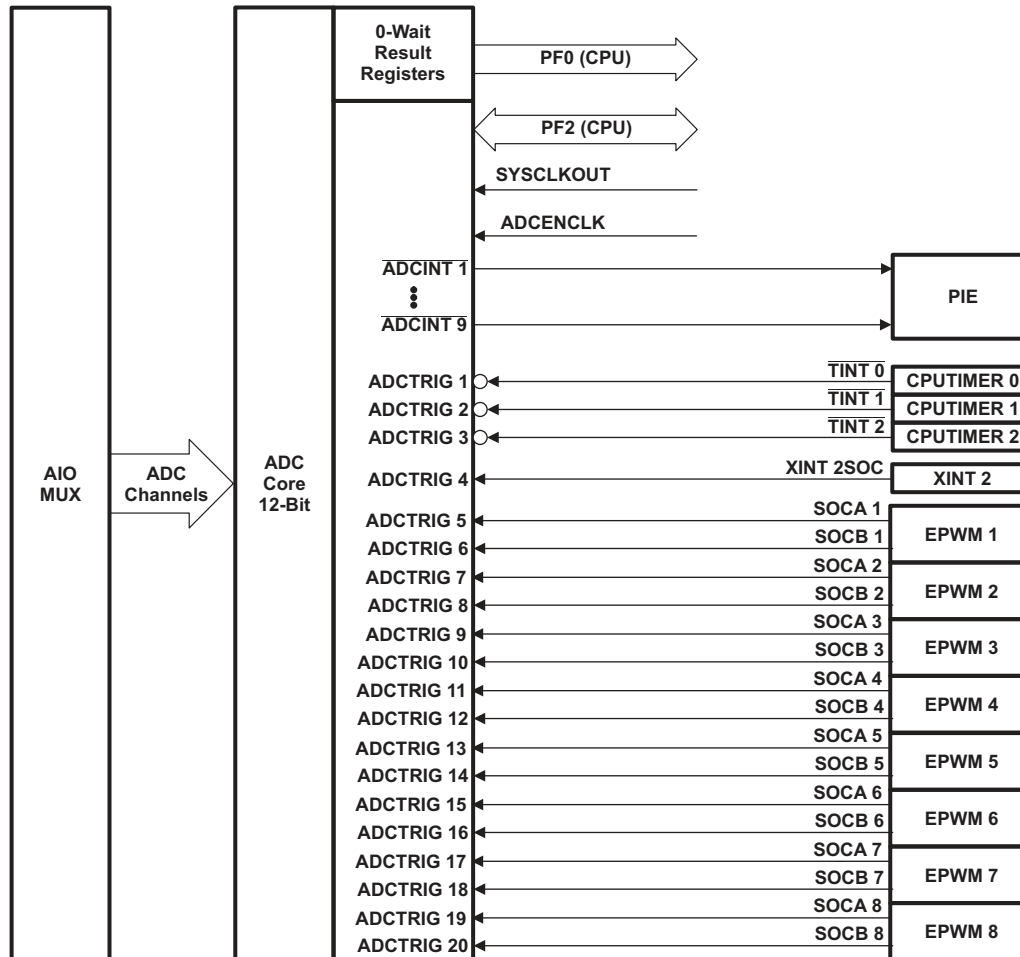 0-Wait
Result
Registers
PF0 (CPU)
PF2 (CPU)
SYSCLKOUT
ADCENCLK
ADCINT 1
PIE
ADCINT 9
TINT 0
ADCTRIG 1
CPUTIMER 0
TINT 1
ADCTRIG 2
CPUTIMER 1
TINT 2
ADCTRIG 3
CPUTIMER 2
AIO
MUX
ADC
Channels
ADC
Core
12-Bit
XINT 2SOC
ADCTRIG 4
XINT 2
SOCA 1
ADCTRIG 5
EPWM 1
SOCB 1
ADCTRIG 6
SOCA 2
ADCTRIG 7
EPWM 2
SOCB 2
ADCTRIG 8
SOCA 3
ADCTRIG 9
EPWM 3
SOCB 3
ADCTRIG 10
SOCA 4
ADCTRIG 11
EPWM 4
SOCB 4
ADCTRIG 12
SOCA 5
ADCTRIG 13
EPWM 5
SOCB 5
ADCTRIG 14
SOCA 6
ADCTRIG 15
EPWM 6
SOCB 6
ADCTRIG 16
SOCA 7
ADCTRIG 17
EPWM 7
SOCB 7
ADCTRIG 18
SOCA 8
ADCTRIG 19
EPWM 8
SOCB 8
ADCTRIG 20